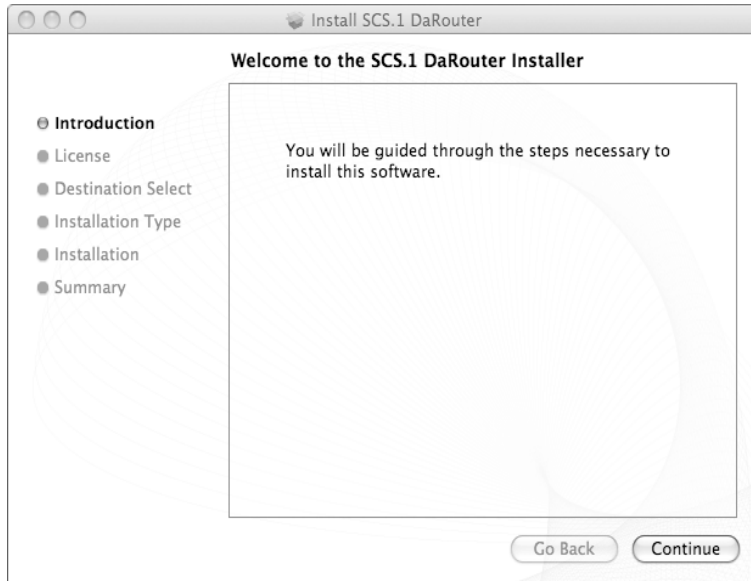 Install SCS.1 DaRouter
Welcome to the SCS.1 DaRouter Installer
Introduction
License
Destination Select
Installation Type
Installation
Summary
You will be guided through the steps necessary to
install this software.
Go Back
Continue